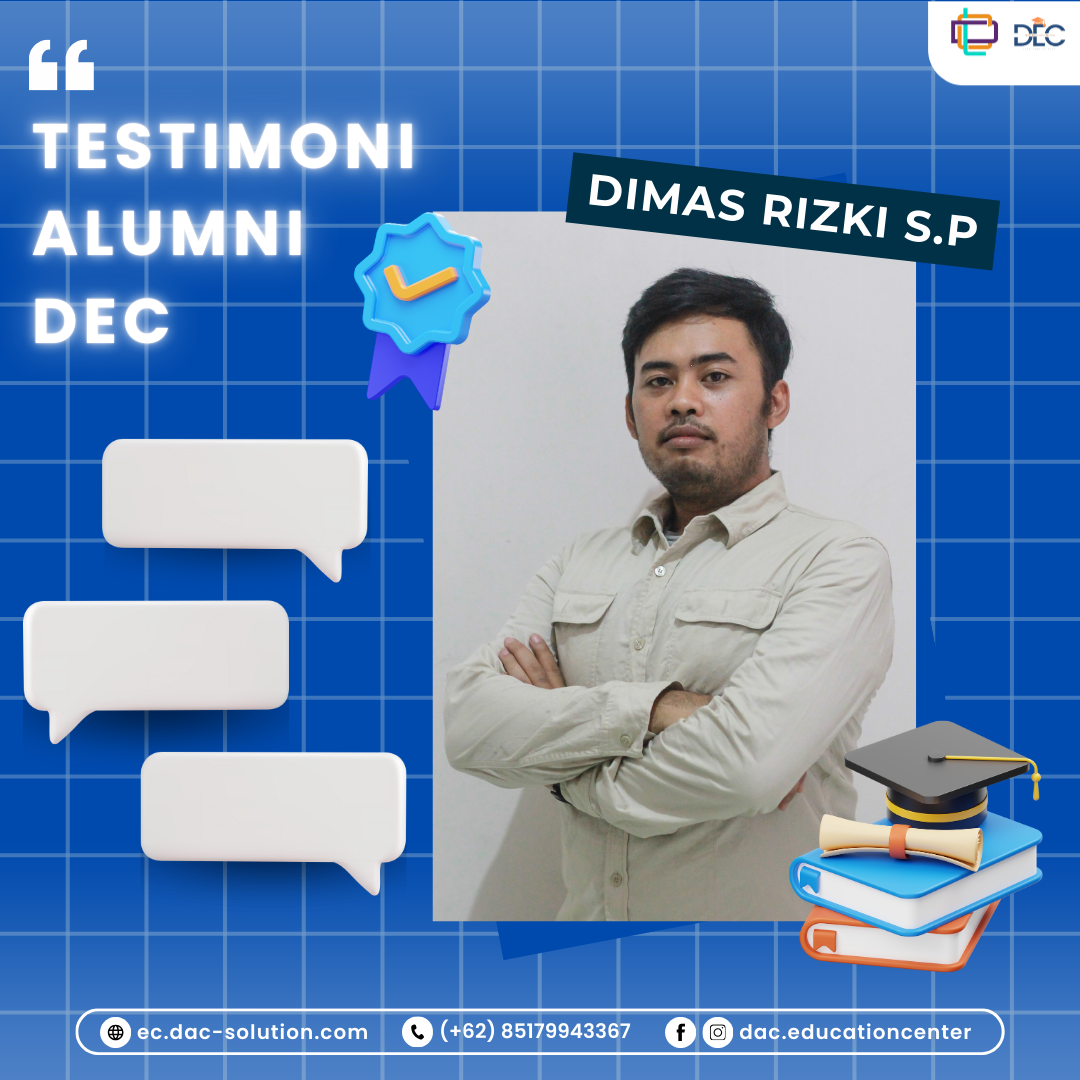 DEC
TESTIMONI
ALUMNI
DEC
DIMAS RIZKI S.P
ec.dac-solution.com
(+62) 85179943367
dac.educationcenter